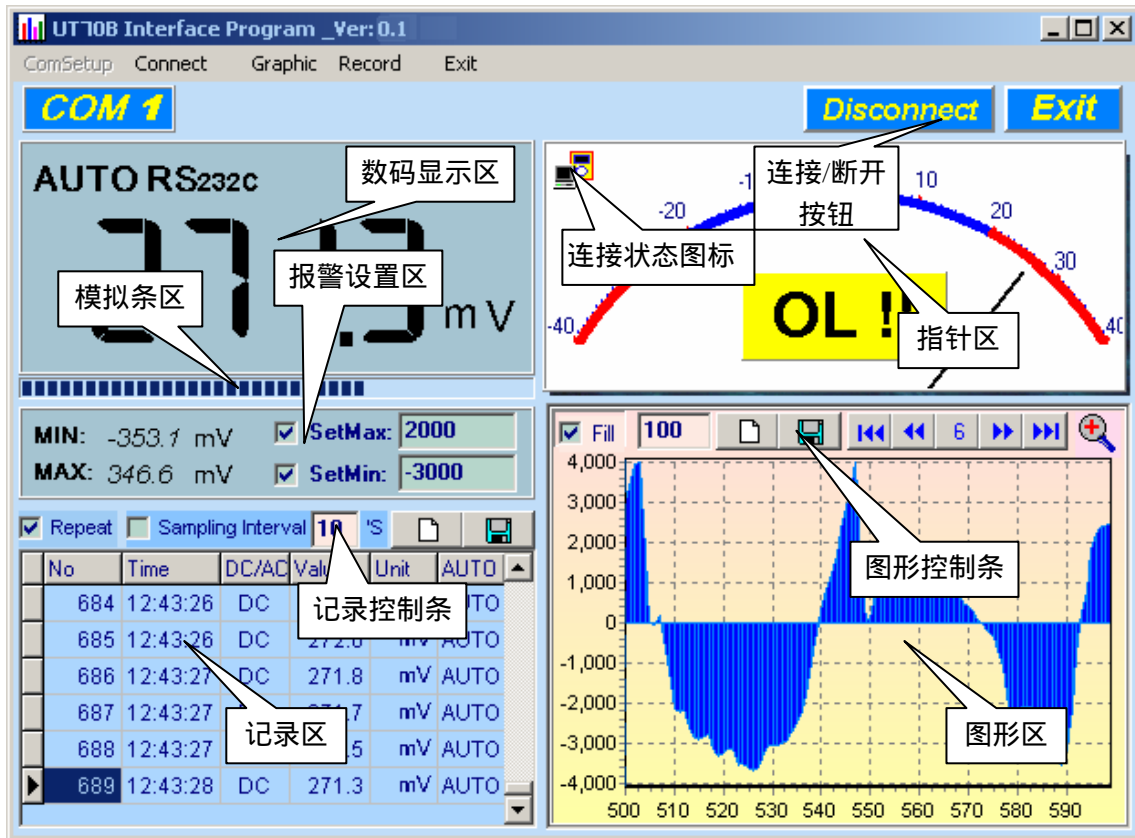 UT70B Interface Program _Ver: 0.1
ComSetup Connect Graphic Record Exit
COM 1
Disconnect Exit
AUTO RS232C
数码显示区
mV
模拟条区
报警设置区
连接状态图标
连接/断开
按钮
-40
-20
10
20
30
OL !!
指针区
MIN: -353.1 mV
SetMax: 2000
MAX: 346.6 mV
SetMin: -3000
Repeat Sampling Interval 10 'S
No Time DC/AC Unit AUTO
684 12:43:26 DC
685 12:43:26 DC mV AUTO
686 12:43:27 DC 271.8 mV AUTO
687 12:43:27 mV AUTO
688 12:43:27 mV AUTO
689 12:43:28 DC 271.3 mV AUTO
记录控制条
记录区
Fill 100 6
图形控制条
图形区
4,000
3,000
2,000
1,000
0
-1,000
-2,000
-3,000
-4,000
500 510 520 530 540 550 560 570 580 590